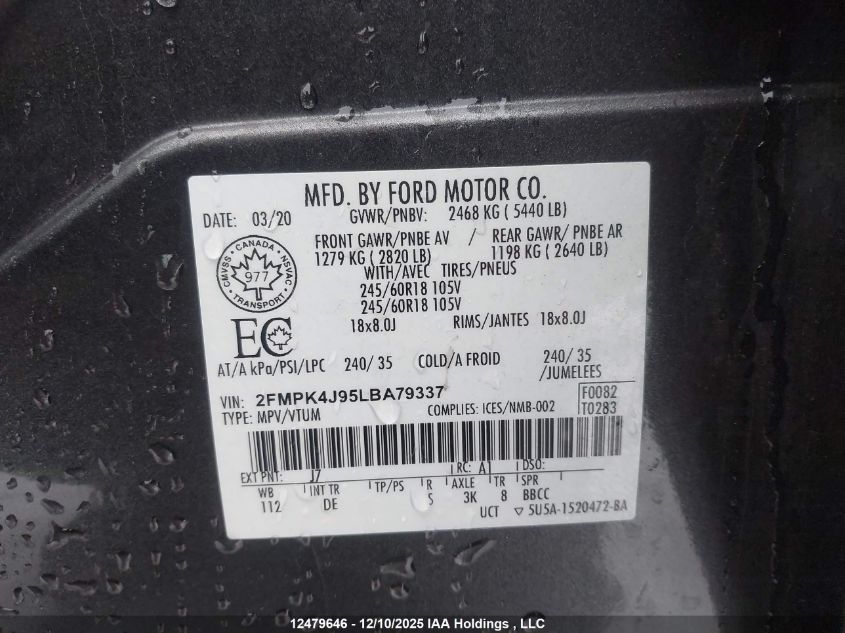 MFD. BY FORD MOTOR CO.
DATE: 03/20 GVWR/PNBV: 2468 KG ( 5440 LB)
FRONT GAWR/PNBE AV / REAR GAWR/ PNBE AR
1279 KG ( 2820 LB) 1198 KG ( 2640 LB)
WITH/AVEC TIRES/PNEUS
245/60R18 105V
245/60R18 105V
18x8.0J RIMS/JANTES 18x8.0J
CMVSS · CANADA · NSVAC
977
TRANSPORT
EC
AT/A kPa/PSI/LPC 240/ 35 COLD/A FROID 240/ 35
/JUMELEES
VIN: 2FMPK4J95LBA79337 F0082
TYPE: MPV/VTUM COMPLIES: ICES/NMB-002 T0283
EXT PNT: J7 RC: A1 DSO:
WB INT TR TP/PS R AXLE TR SPR
112 DE S 3K 8 BBCC
UCT ▽ 5U5A-1520472-BA
12479646 - 12/10/2025 IAA Holdings , LLC